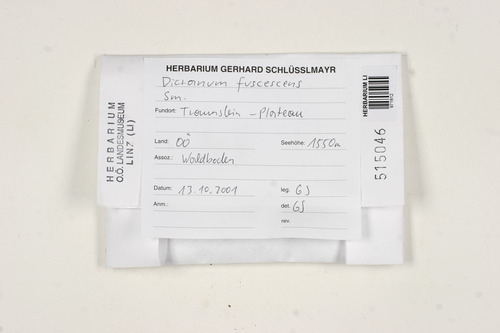 HERBARIUM GERHARD SCHLÜSSLMAYR
Dicranum fuscescens
Sm.
Fundort: Traunstein - Plateau
Land: OÖ Seehöhe: 1550m
Assoz.: Waldboden
Datum: 13.10.2001 leg. GS
Anm.: det. GS
rev.
HERBARIUM
O.Ö. LANDESMUSEUM
LINZ (LI)
HERBARIUM LI
515046